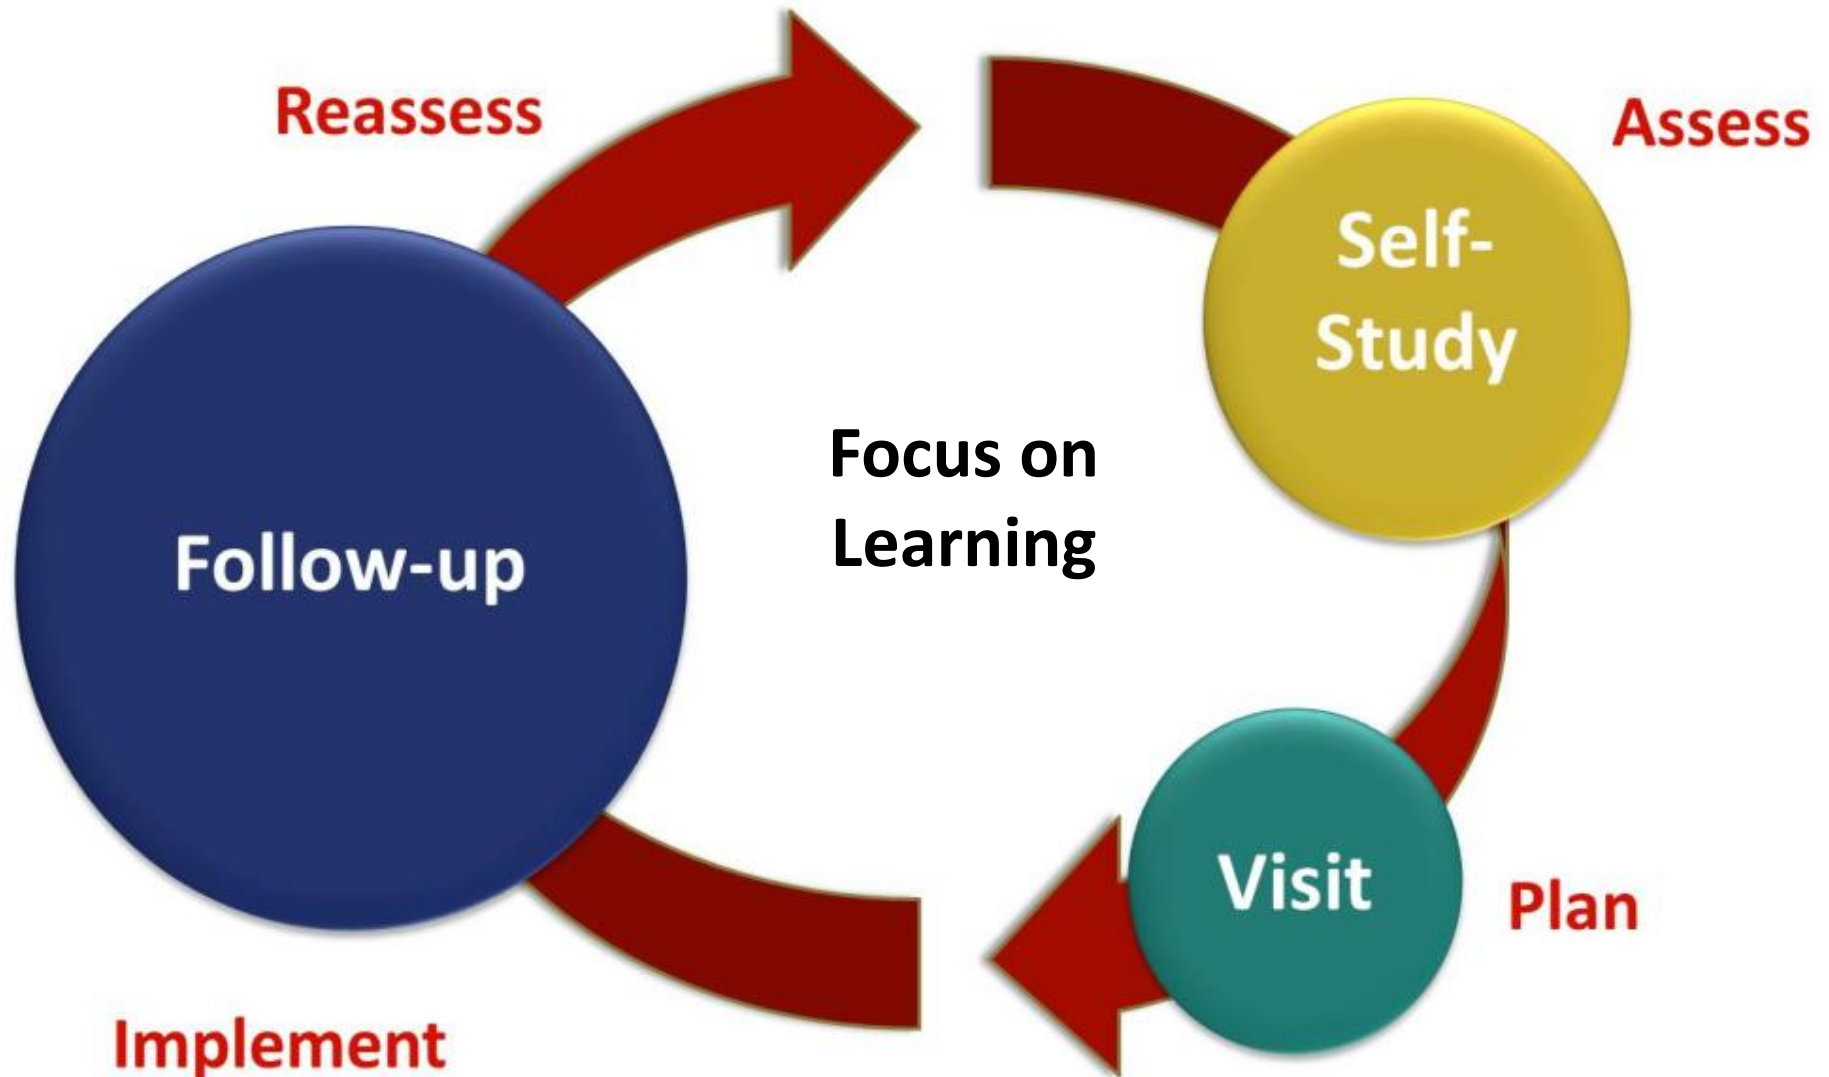 Reassess
Assess
Self-
Study
Focus on
Learning
Follow-up
Visit
Plan
Implement